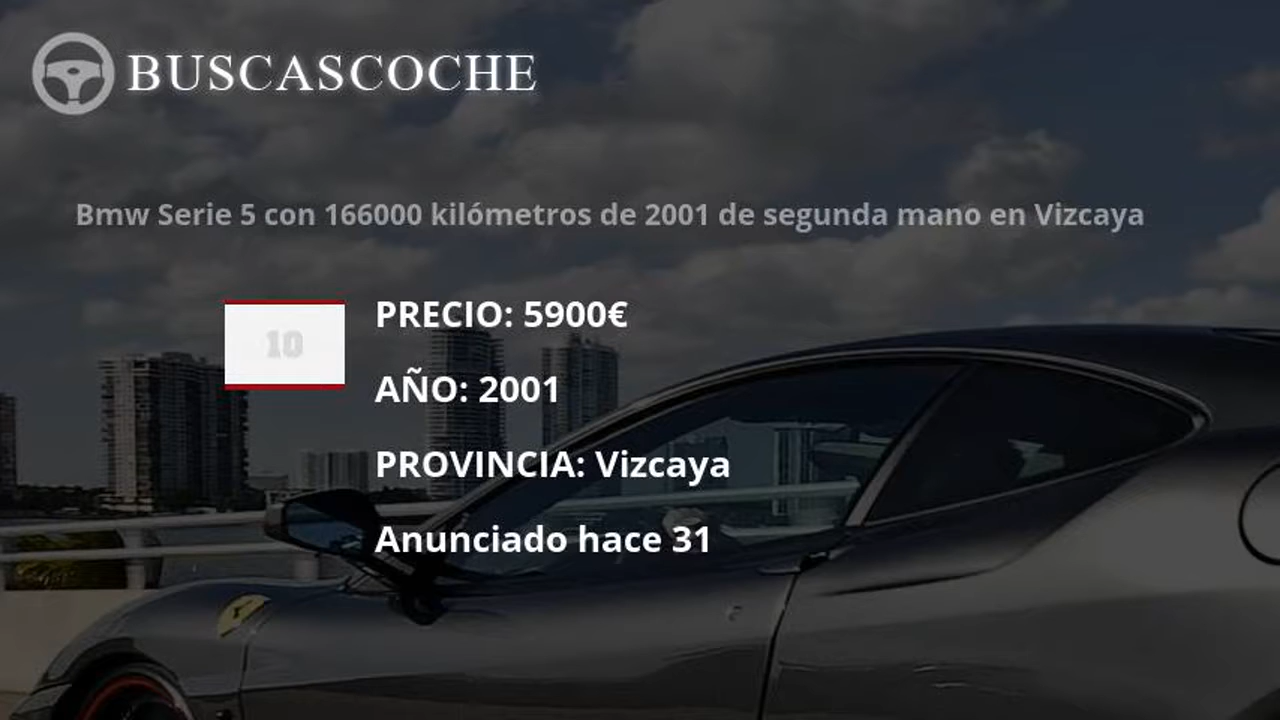 BUSCASCOCHE
Bmw Serie 5 con 166000 kilómetros de 2001 de segunda mano en Vizcaya
10
PRECIO: 5900€
AÑO: 2001
PROVINCIA: Vizcaya
Anunciado hace 31